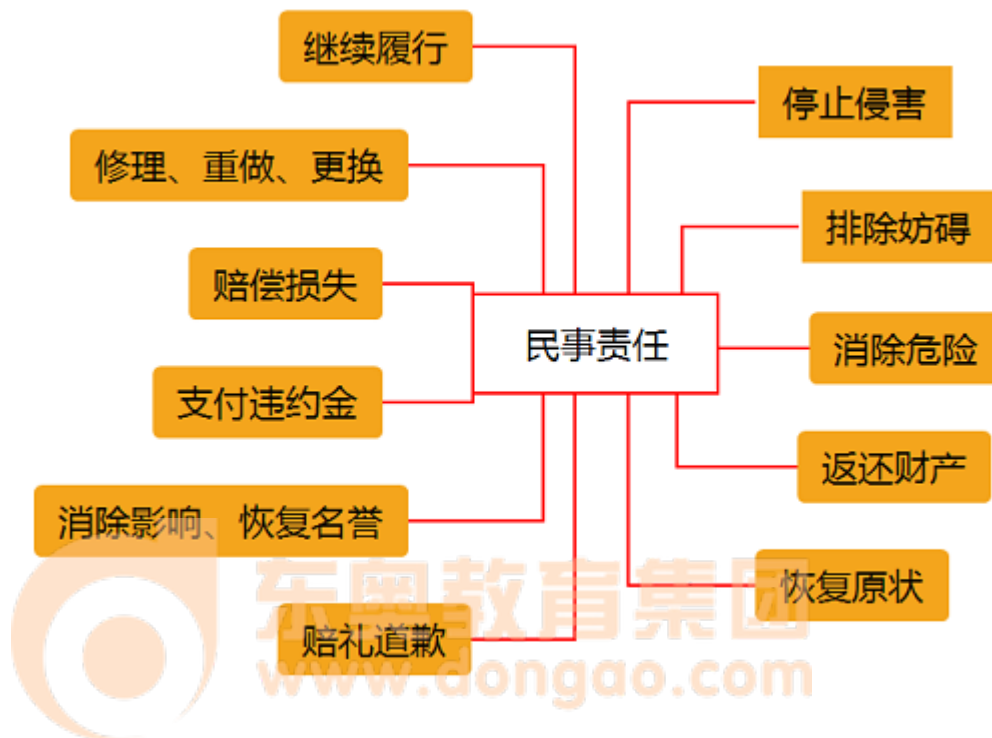 继续履行
停止侵害
修理、重做、更换
排除妨碍
赔偿损失
民事责任
消除危险
支付违约金
返还财产
消除影响、恢复名誉
恢复原状
赔礼道歉
东奥教育集团
www.dongao.com